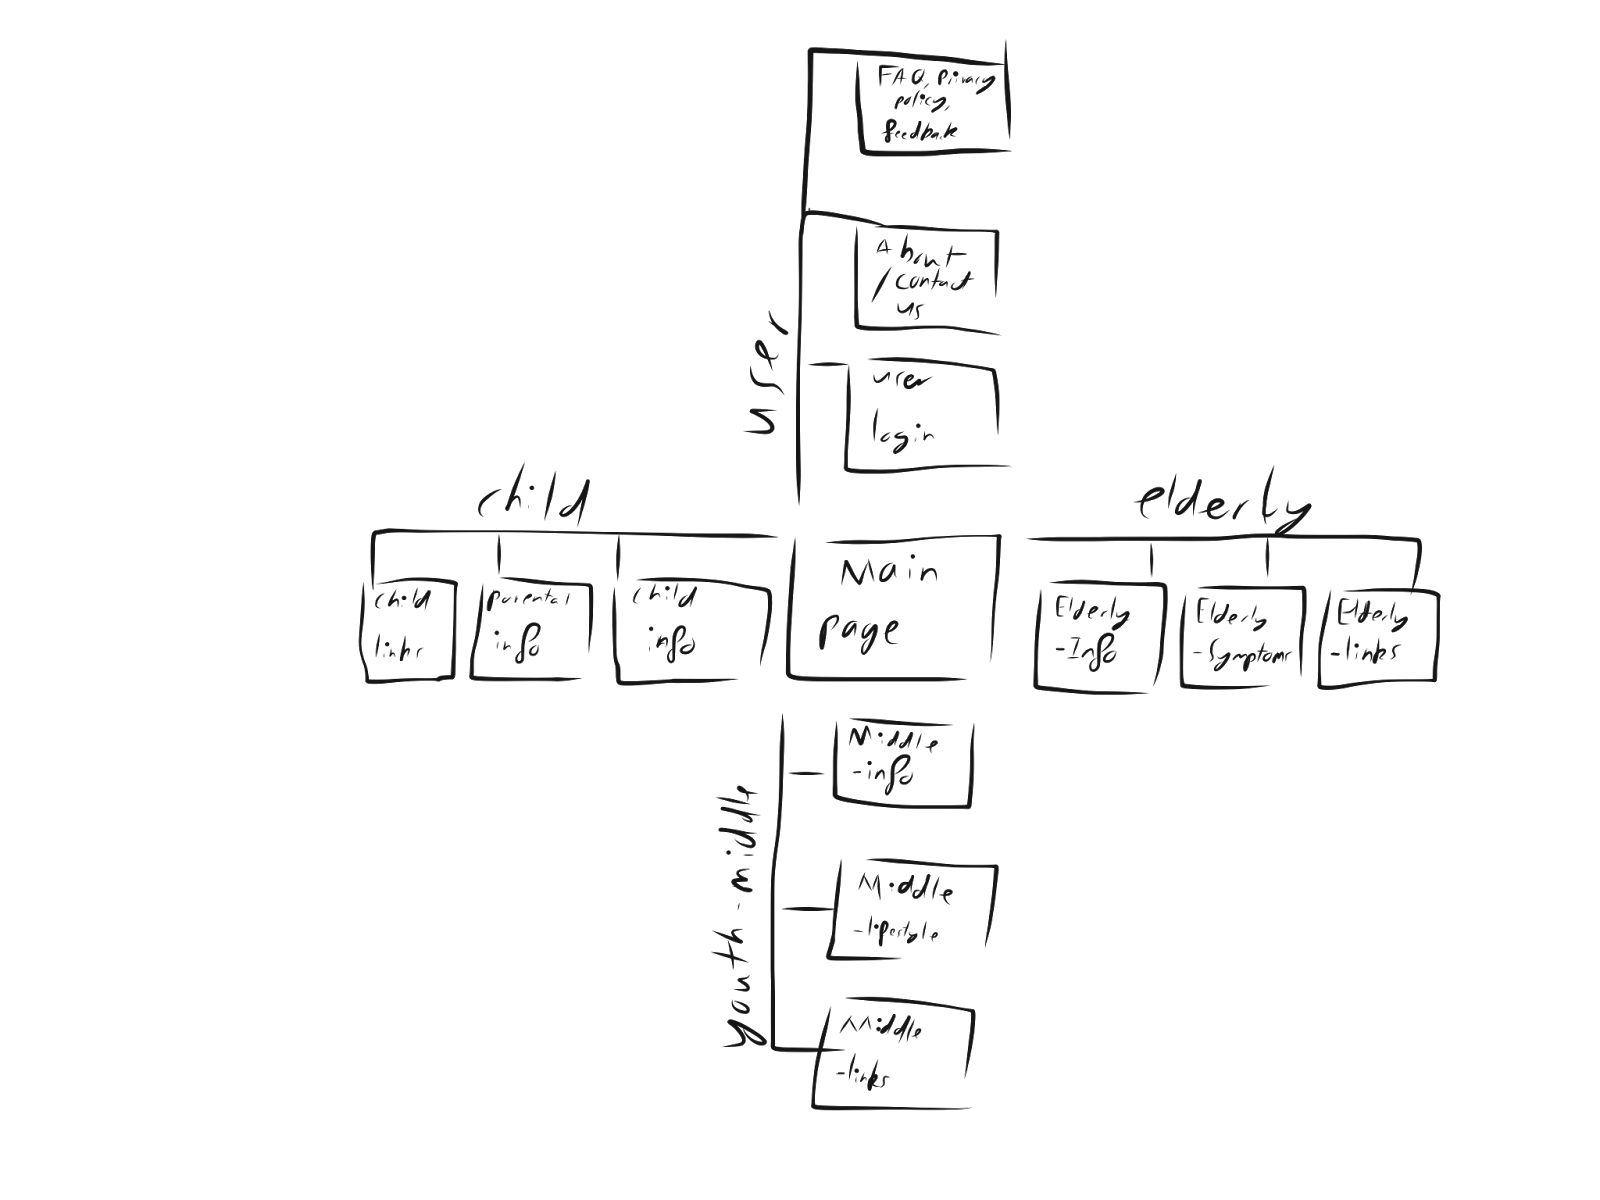 FAQ, Privacy
policy,
feedback
About
/contact
us
user
user
login
child
elderly
Main
page
child
links
parental
info
child
info
Elderly
-Info
Elderly
-Symptoms
Elderly
-links
youth-middle
Middle
-info
Middle
-lifestyle
Middle
-links